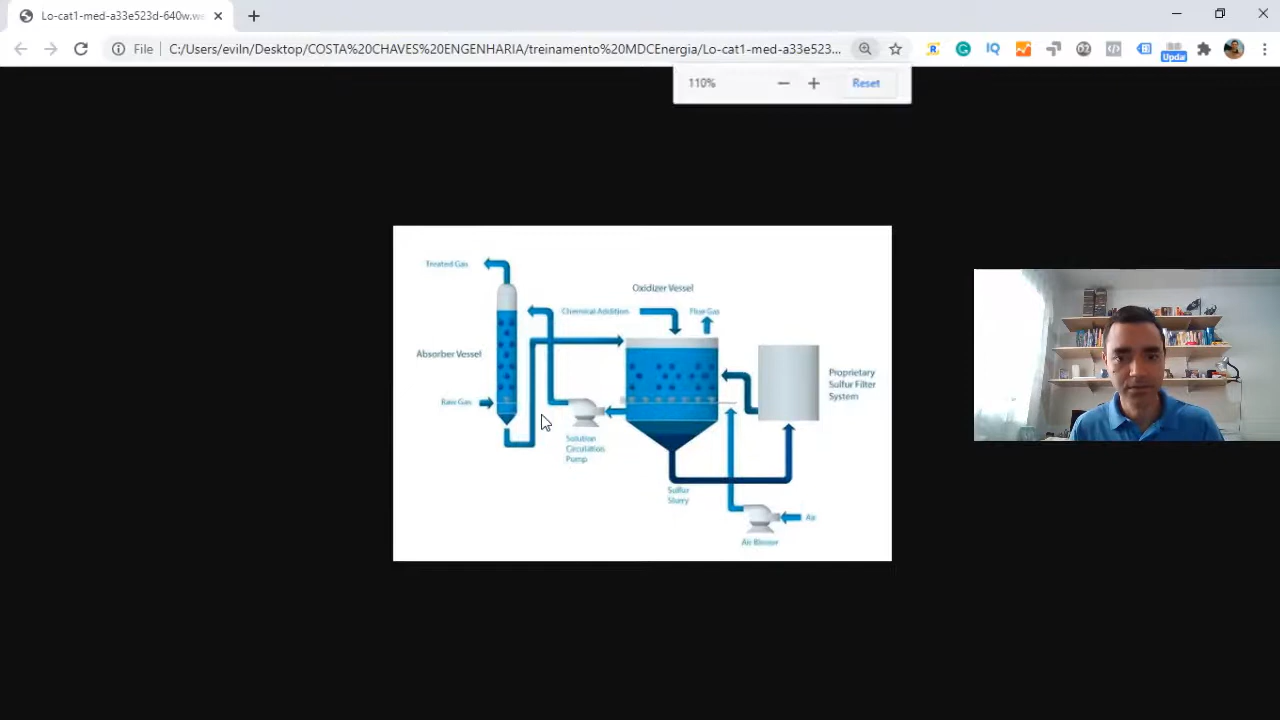 Lo-cat1-med-a33e523d-640w.we
File
C:/Users/eviln/Desktop/COSTA%20CHAVES%20ENGENHARIA/treinamento%20MDCEnergia/Lo-cat1-med-a33e523...
Upda
110%
Reset
Treated Gas
Oxidizer Vessel
Chemical Addition
Flue Gas
Absorber Vessel
Proprietary
Sulfur Filter
System
Raw Gas
Solution
Circulation
Pump
Sulfur
Slurry
Air
Air Blower